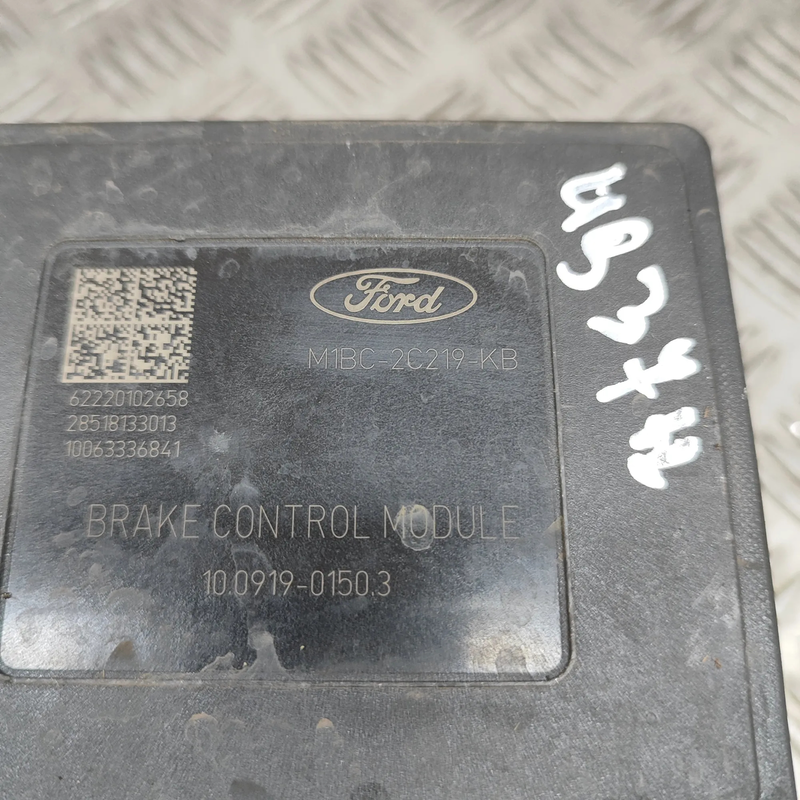 Ford
M1BC-2C219-KB
62220102658
28518133013
10063336841
BRAKE CONTROL MODULE
10.0919-0150.3